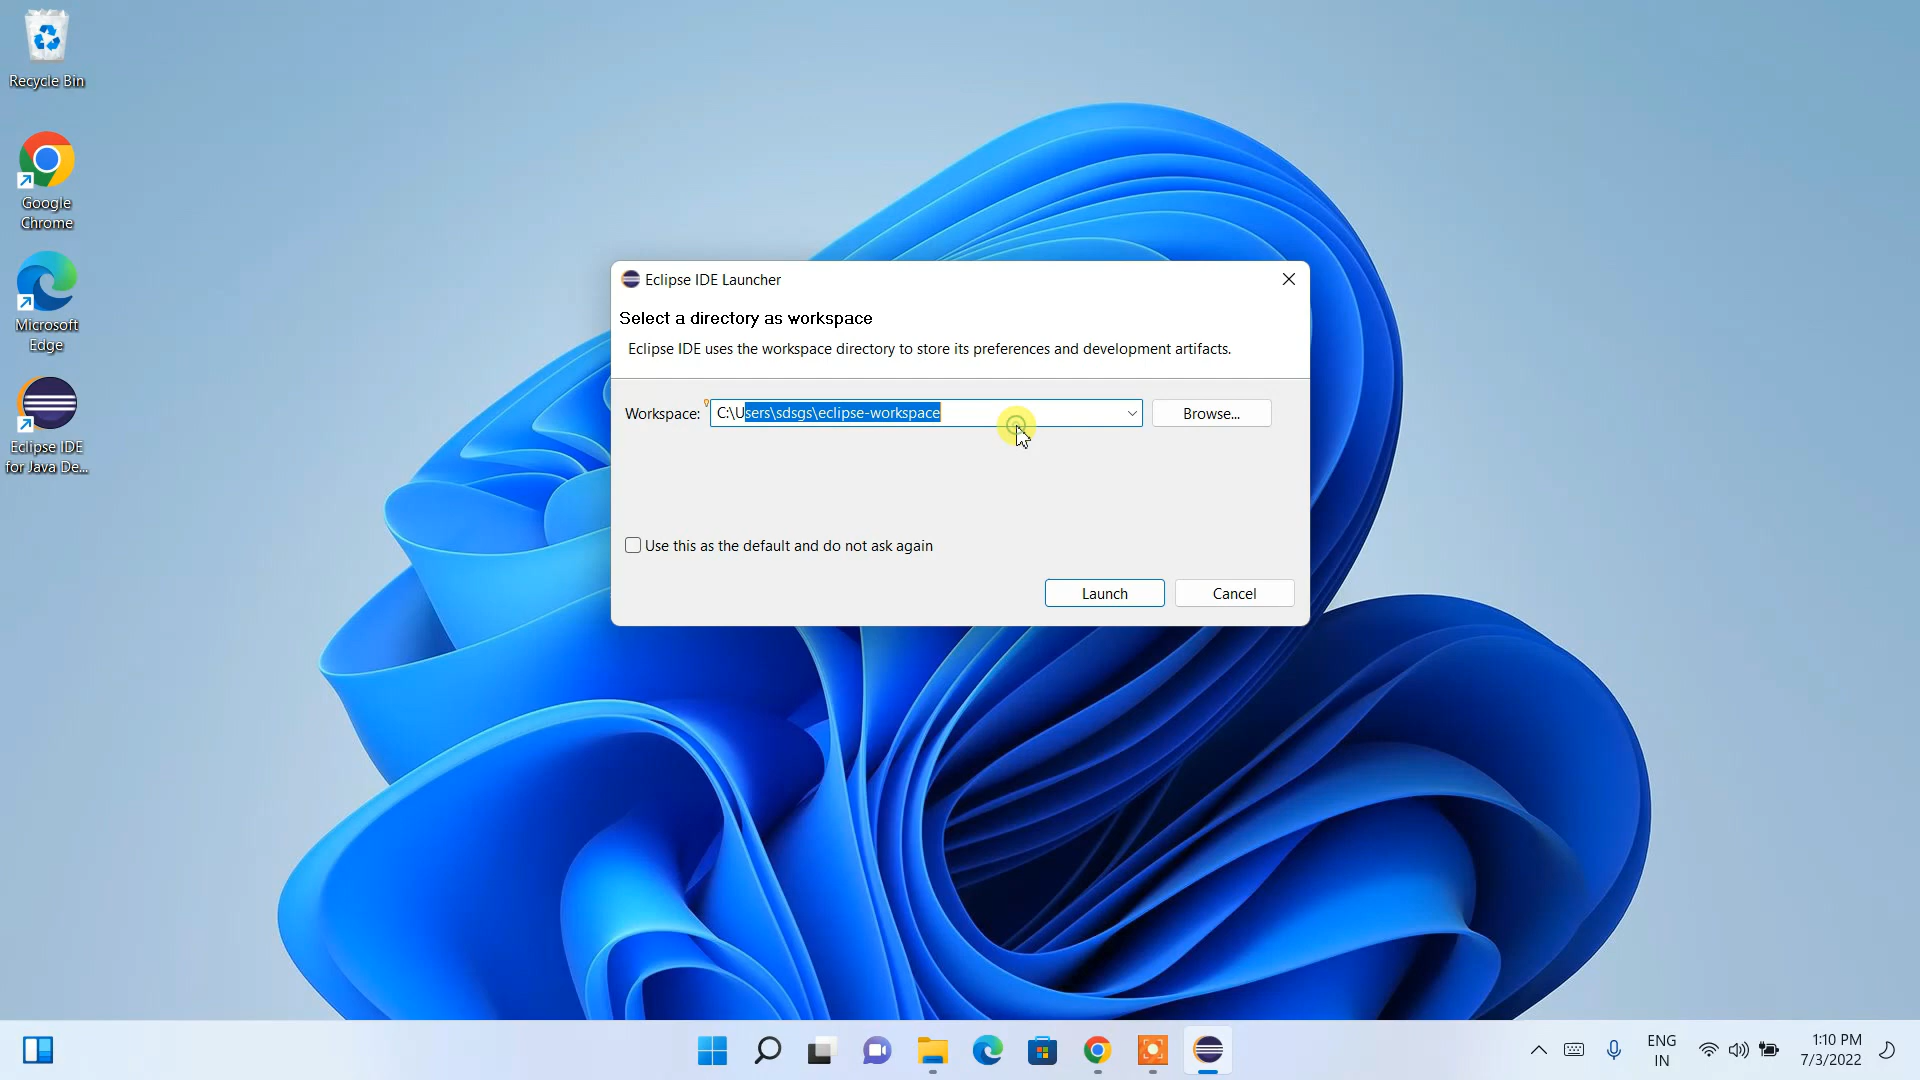 Recycle Bin
Google
Chrome
Microsoft
Edge
Eclipse IDE
for Java De...
Eclipse IDE Launcher
Select a directory as workspace
Eclipse IDE uses the workspace directory to store its preferences and development artifacts.
Workspace: C:\Users\sdsgs\eclipse-workspace Browse...
Use this as the default and do not ask again
Launch Cancel
ENG
IN
1:10 PM
7/3/2022